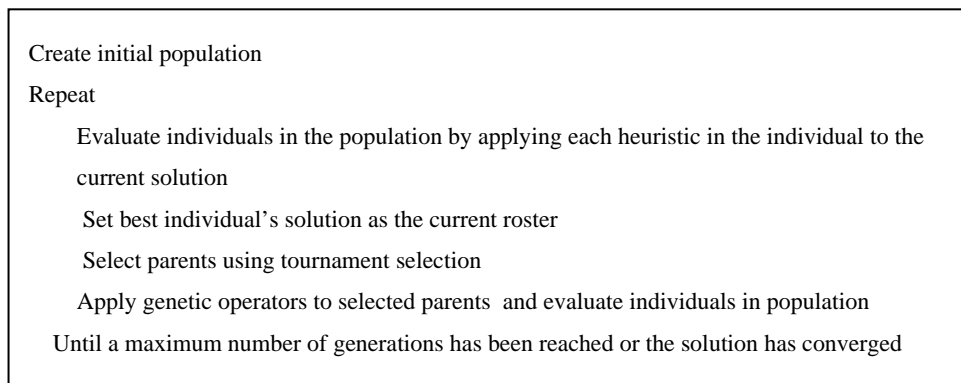 Create initial population
Repeat
Evaluate individuals in the population by applying each heuristic in the individual to the
current solution
Set best individual’s solution as the current roster
Select parents using tournament selection
Apply genetic operators to selected parents and evaluate individuals in population
Until a maximum number of generations has been reached or the solution has converged